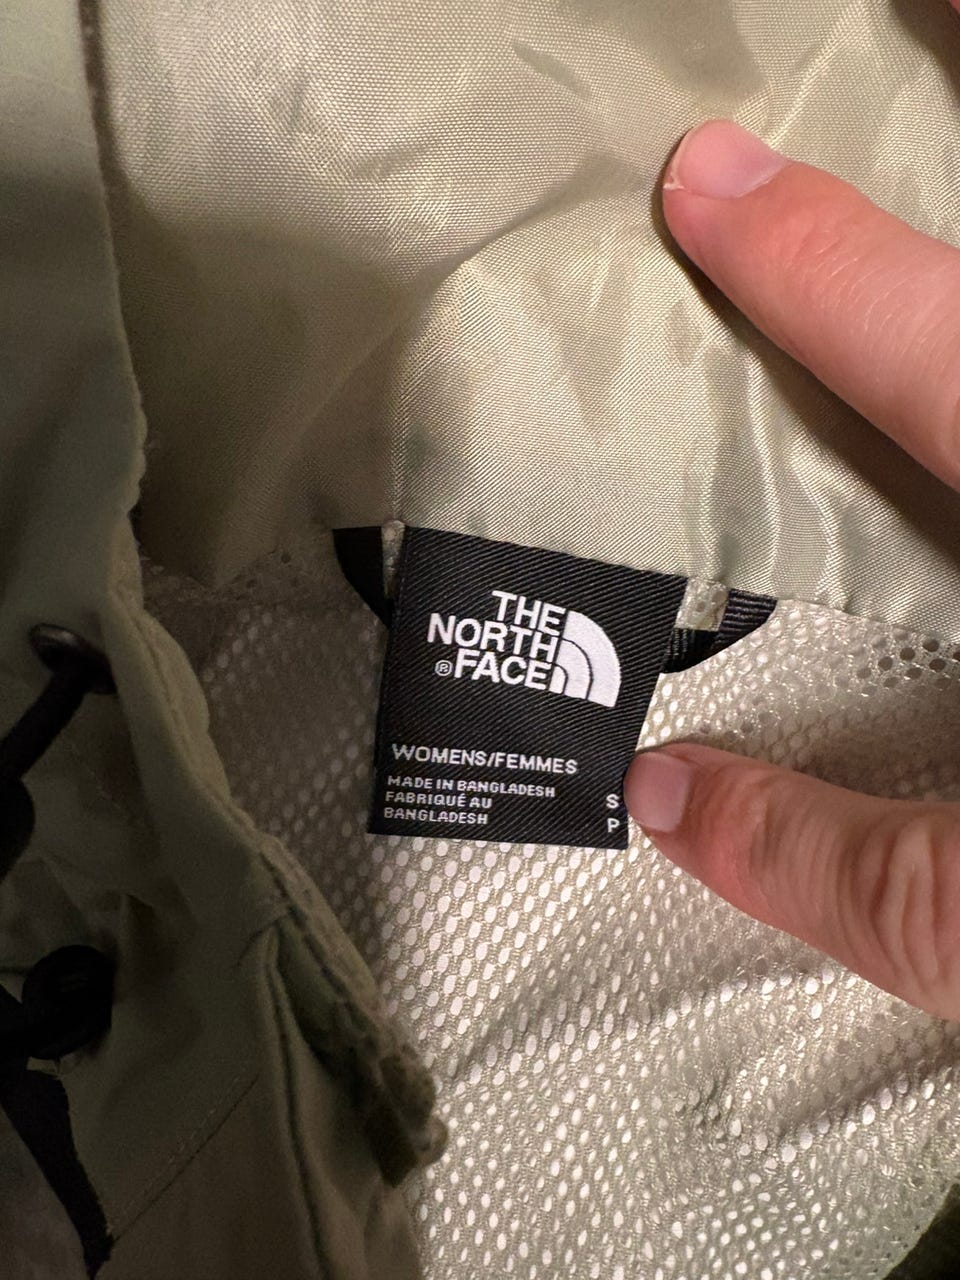 THE
NORTH
® FACE
WOMENS/FEMMES
MADE IN BANGLADESH
FABRIQUÉ AU
BANGLADESH
S
P